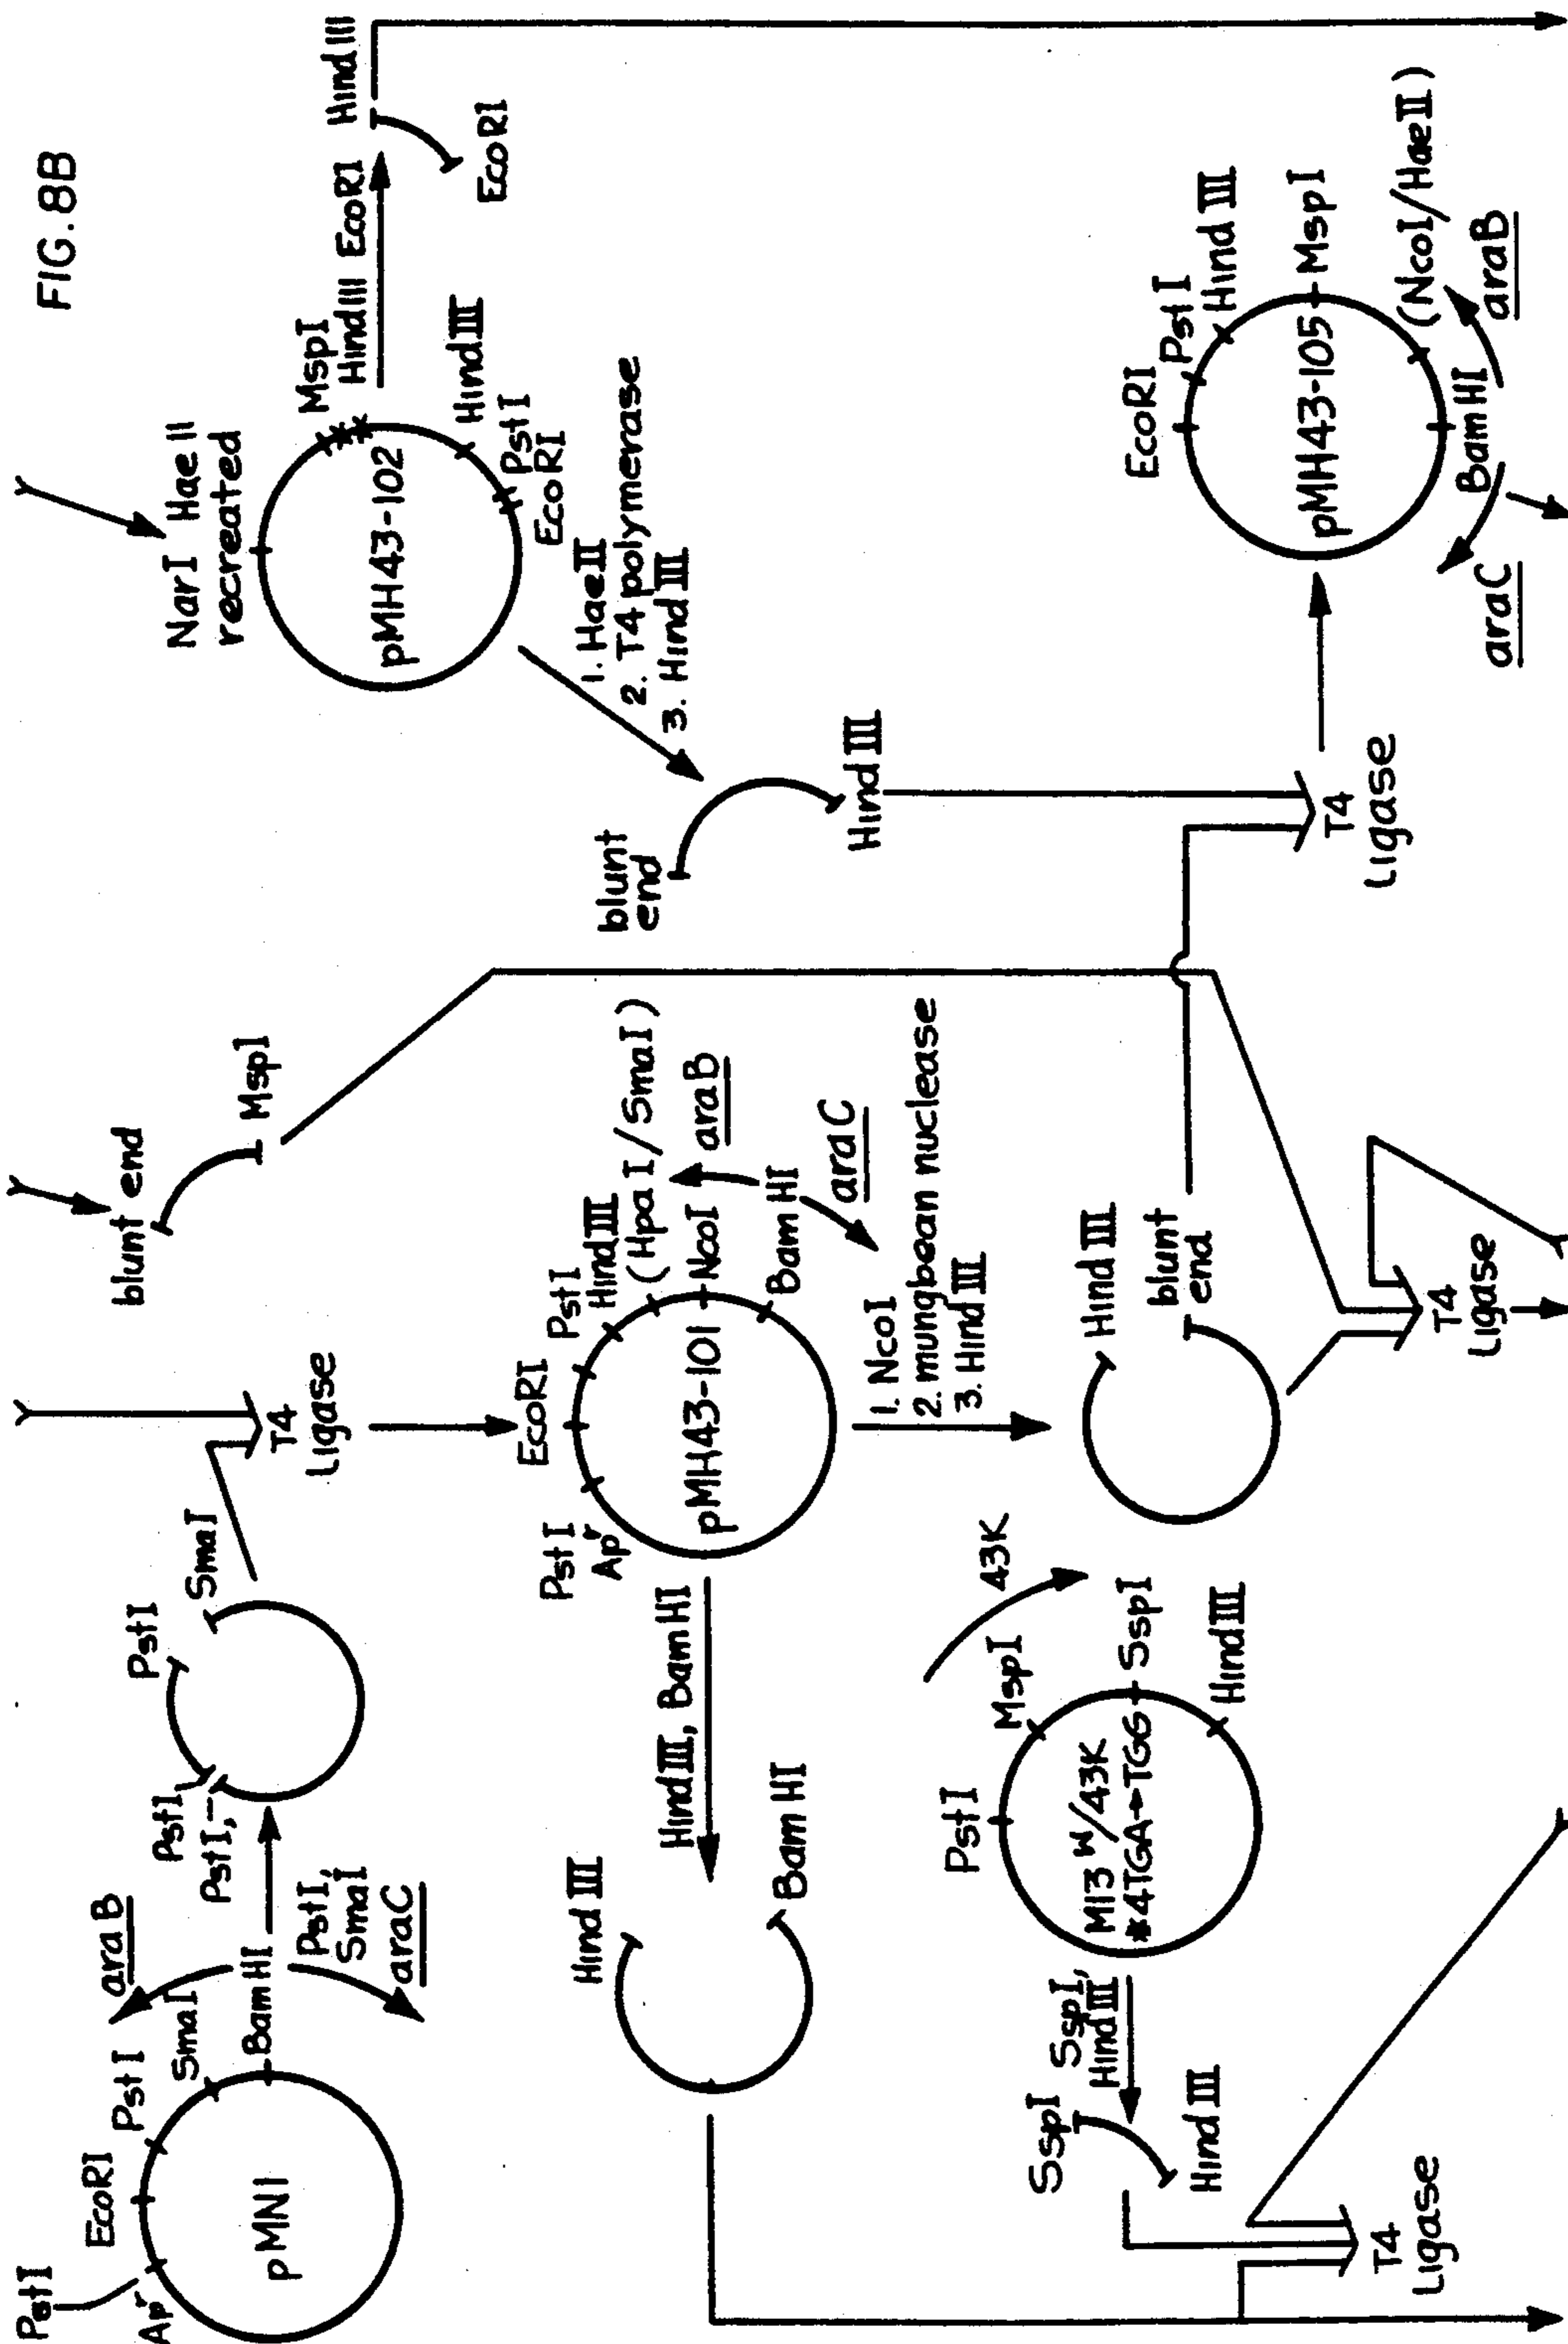 FIG. 8B
PstI
Apʳ
EcoRI
PstI
SmaI
BamHI
araB
araC
pMN1
PstI,
SmaI
PstI
PstI,
PstI
SmaI
T4
Ligase
blunt end
MspI
NarI HaeII
recreated
MspI
HindIII
HindIII
PstI
EcoRI
pMH43-102
EcoRI
HindIII
EcoRI
1. HaeII
2. T4 polymerase
3. HindIII
blunt
end
HindIII
PstI
Apʳ
EcoRI
PstI
HindIII
(HpaI/SmaI)
NcoI
BamHI
araB
araC
pMH43-101
HindIII, BamHI
HindIII
BamHI
1. NcoI
2. mungbean nuclease
3. HindIII
HindIII
blunt
end
T4
Ligase
EcoRI
PstI
HindIII
MspI
(NcoI/HaeII)
BamHI
araB
araC
pMH43-105
PstI
MspI
43K
SspI
HindIII
M13 w/43K
*4TGA→TGG
SspI,
HindIII
SspI
HindIII
T4
Ligase
T4
Ligase